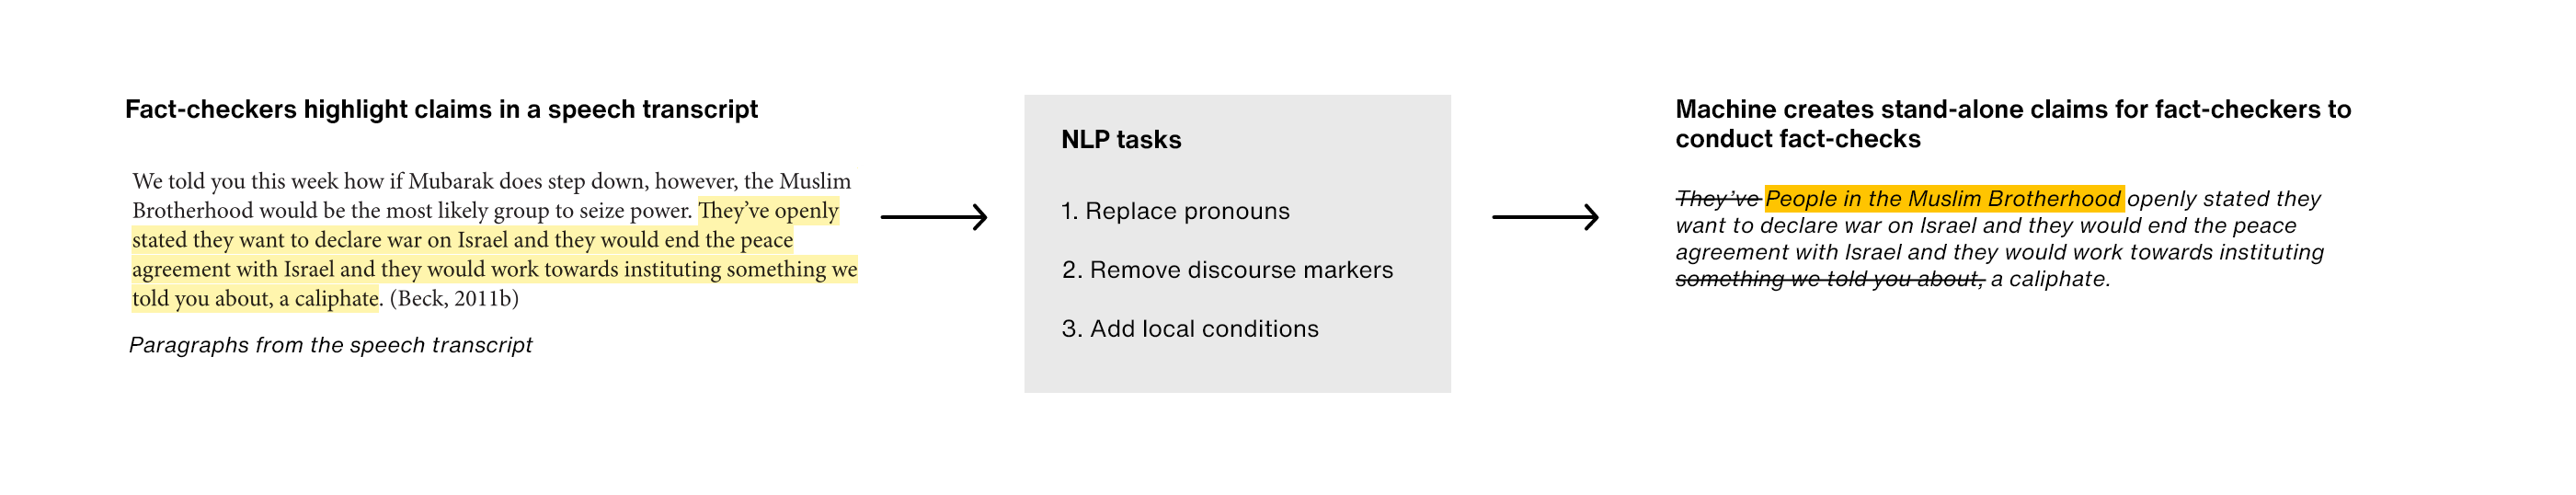 Fact-checkers highlight claims in a speech transcript
We told you this week how if Mubarak does step down, however, the Muslim
Brotherhood would be the most likely group to seize power. They’ve openly
stated they want to declare war on Israel and they would end the peace
agreement with Israel and they would work towards instituting something we
told you about, a caliphate. (Beck, 2011b)
Paragraphs from the speech transcript
NLP tasks
1. Replace pronouns
2. Remove discourse markers
3. Add local conditions
Machine creates stand-alone claims for fact-checkers to
conduct fact-checks
They’ve People in the Muslim Brotherhood openly stated they
want to declare war on Israel and they would end the peace
agreement with Israel and they would work towards instituting
something we told you about, a caliphate.